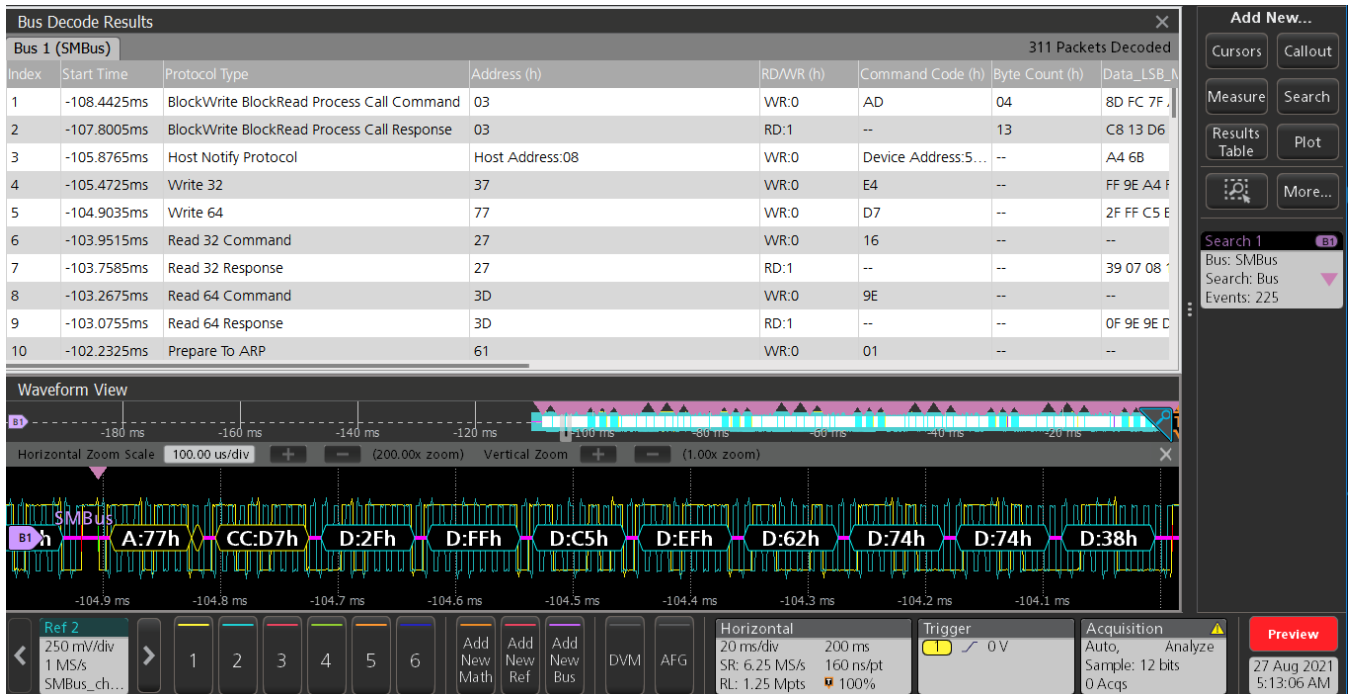 Bus Decode Results
Bus 1 (SMBus) 311 Packets Decoded
Index Start Time Protocol Type Address (h) RD/WR (h) Command Code (h) Byte Count (h) Data_LSB_
1 -108.4425ms BlockWrite BlockRead Process Call Command 03 WR:0 AD 04 8D FC 7F
2 -107.8005ms BlockWrite BlockRead Process Call Response 03 RD:1 -- 13 C8 13 D6
3 -105.8765ms Host Notify Protocol Host Address:08 WR:0 Device Address:5... -- A4 6B
4 -105.4725ms Write 32 37 WR:0 E4 -- FF 9E A4
5 -104.9035ms Write 64 77 WR:0 D7 -- 2F FF C5
6 -103.9515ms Read 32 Command 27 WR:0 16 -- --
7 -103.7585ms Read 32 Response 27 RD:1 -- -- 39 07 08
8 -103.2675ms Read 64 Command 3D WR:0 9E -- --
9 -103.0755ms Read 64 Response 3D RD:1 -- -- 0F 9E 9E
10 -102.2325ms Prepare To ARP 61 WR:0 01 -- --
Waveform View
B1
-180 ms -160 ms -140 ms -120 ms -100 ms -80 ms -60 ms -40 ms -20 ms
Horizontal Zoom Scale 100.00 us/div + − (200.00x zoom) Vertical Zoom + − (1.00x zoom)
SMBus
B1 h A:77h CC:D7h D:2Fh D:FFh D:C5h D:EFh D:62h D:74h D:74h D:38h
-104.9 ms -104.8 ms -104.7 ms -104.6 ms -104.5 ms -104.4 ms -104.3 ms -104.2 ms -104.1 ms
Ref 2
250 mV/div
1 MS/s
SMBus_ch...
1 2 3 4 5 6
Add New Math
Add New Ref
Add New Bus
DVM AFG
Horizontal
20 ms/div 200 ms
SR: 6.25 MS/s 160 ns/pt
RL: 1.25 Mpts 100%
Trigger
1 0 V
Acquisition
Auto, Analyze
Sample: 12 bits
0 Acqs
Preview
27 Aug 2021
5:13:06 AM
Add New...
Cursors Callout
Measure Search
Results Table Plot
More...
Search 1 B1
Bus: SMBus
Search: Bus
Events: 225